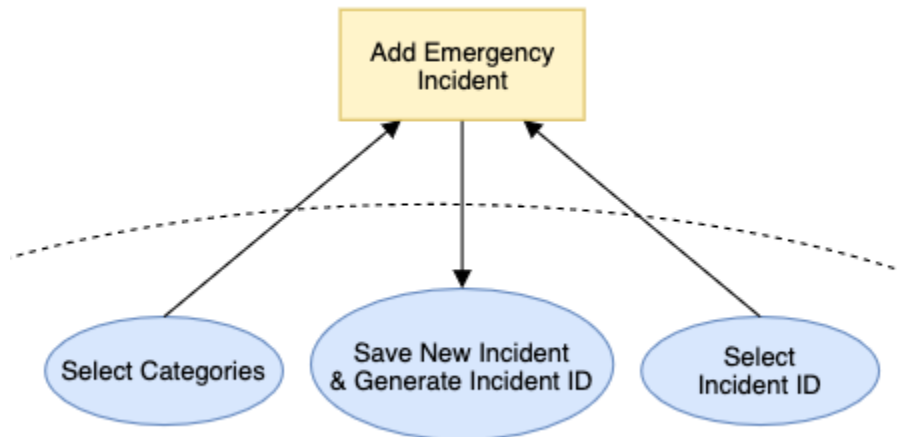 Add Emergency
Incident
Select Categories
Save New Incident
& Generate Incident ID
Select
Incident ID